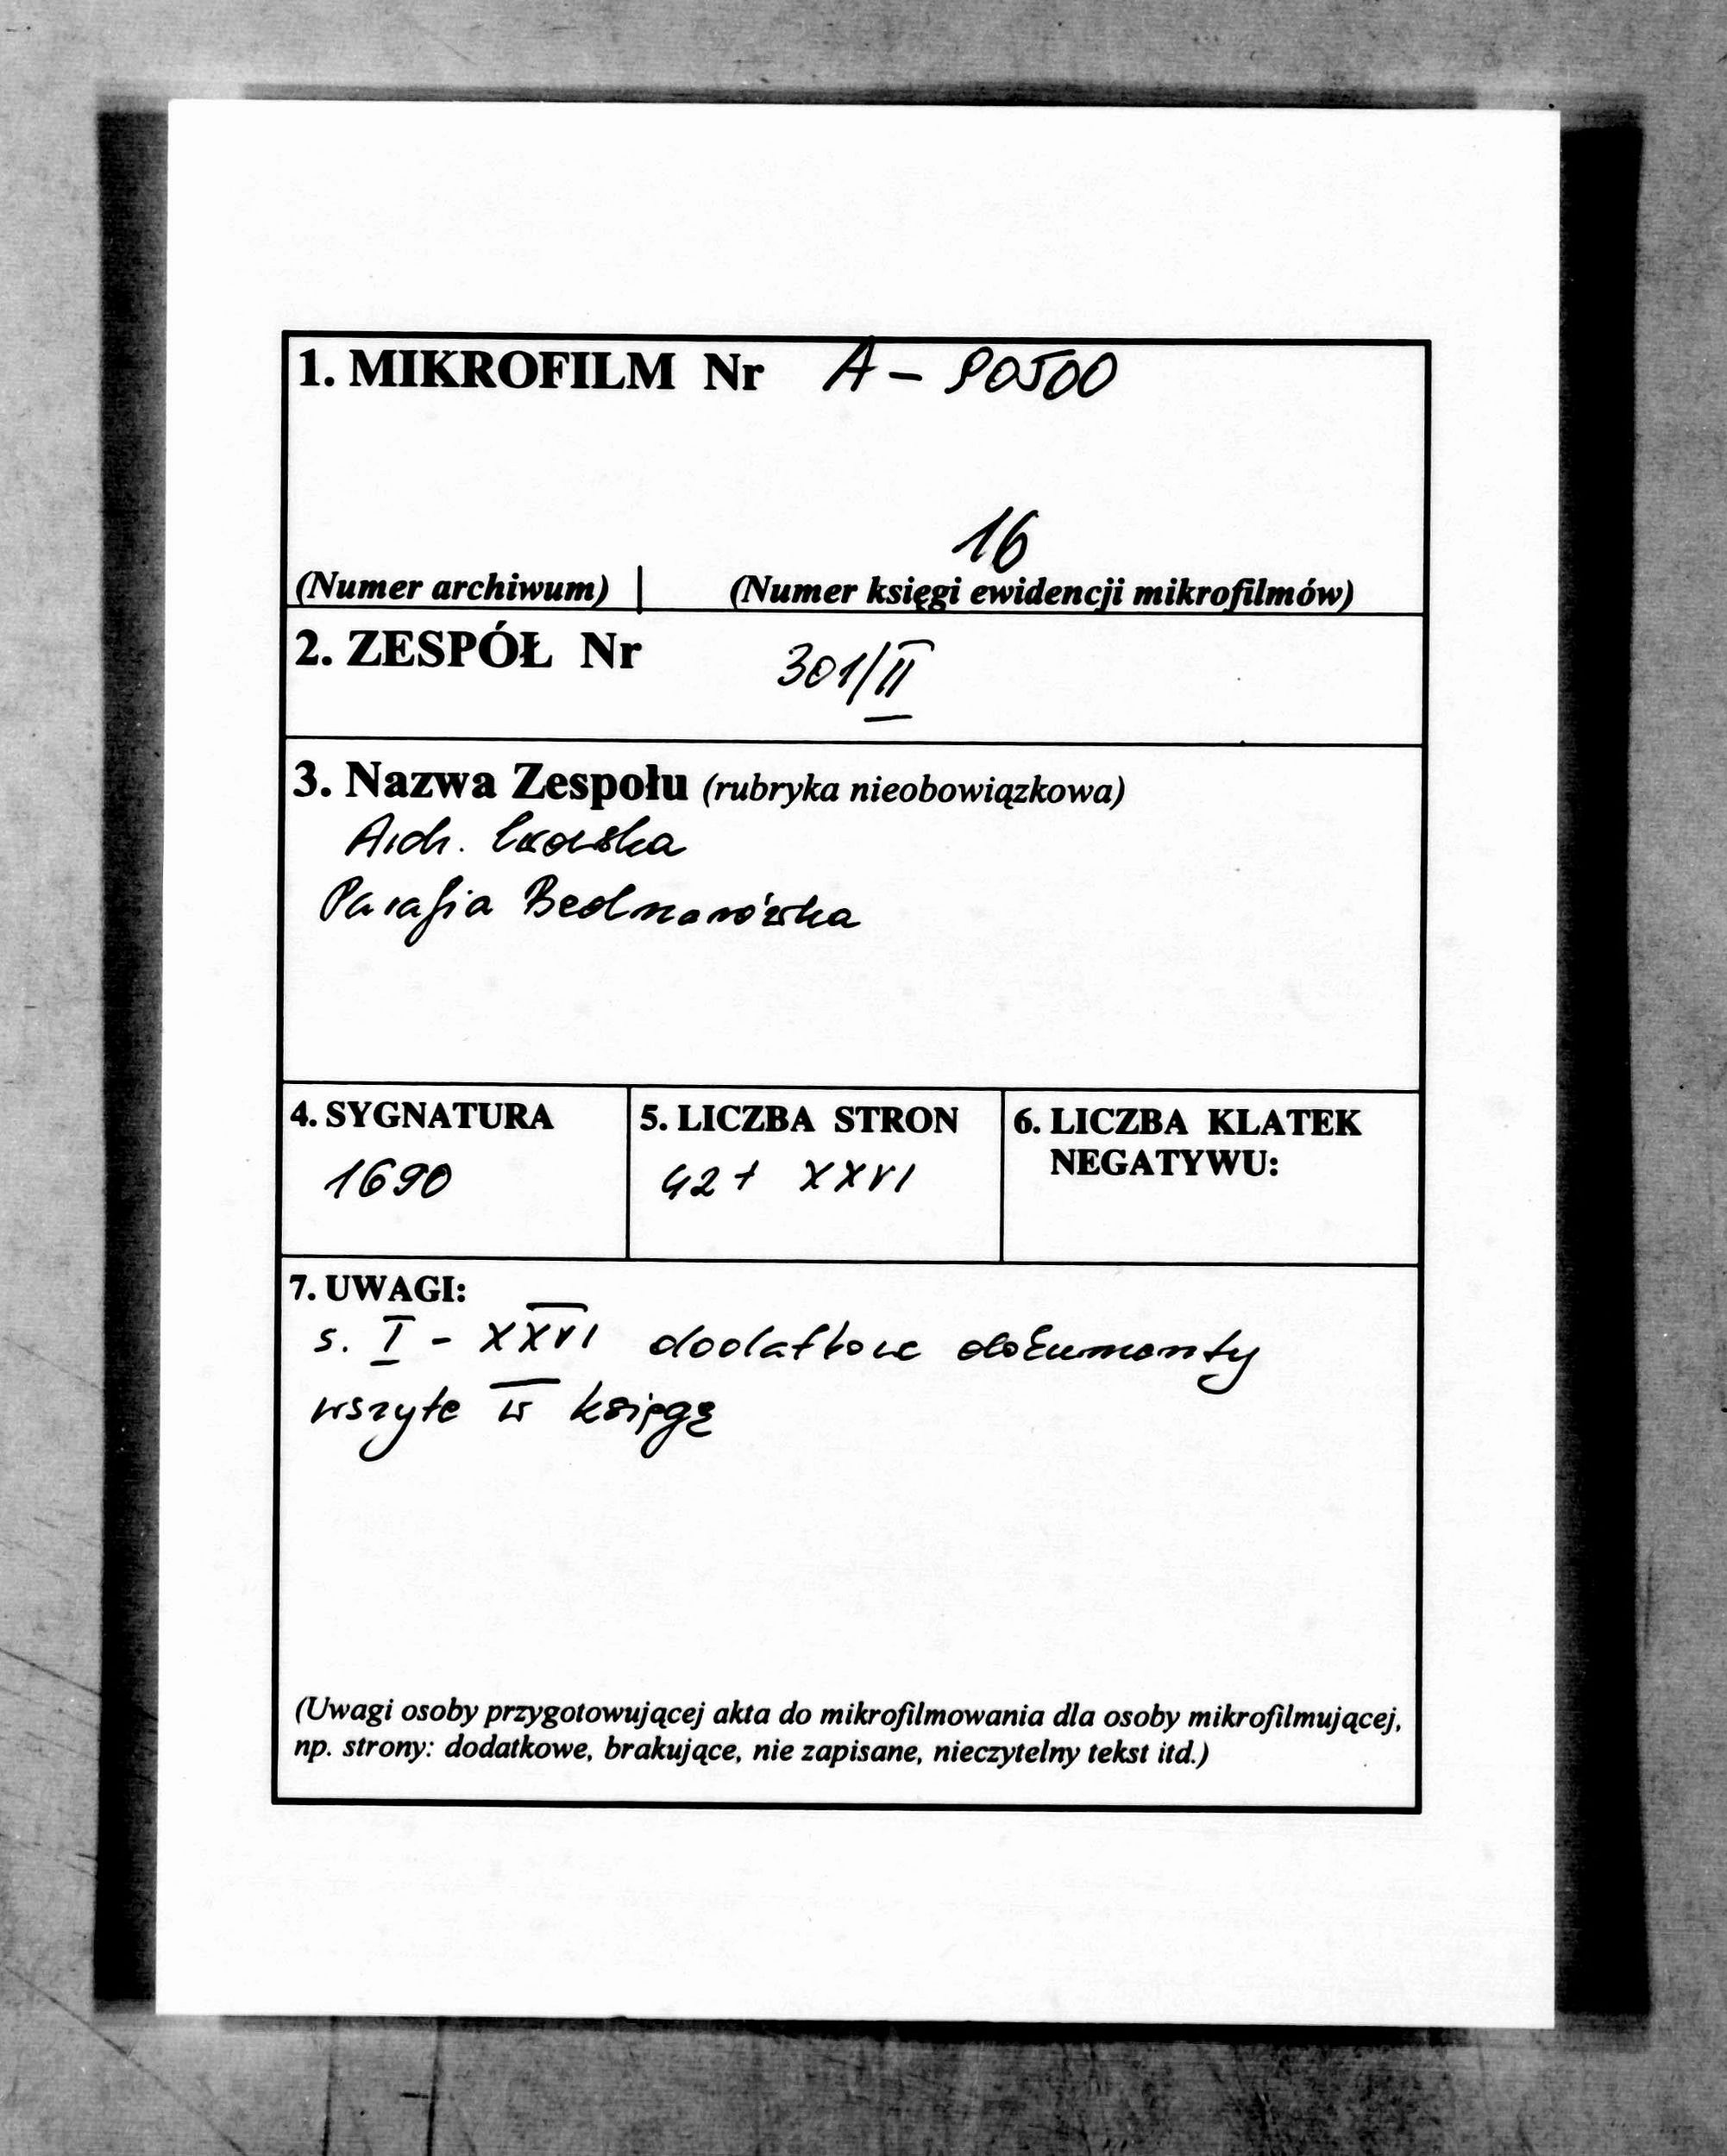 1. MIKROFILM Nr A - 90500
16
(Numer archiwum) | (Numer księgi ewidencji mikrofilmów)
2. ZESPÓŁ Nr 301/II
3. Nazwa Zespołu (rubryka nieobowiązkowa)
Arch. Lwowska
Parafia Bednarówka
4. SYGNATURA
1690
5. LICZBA STRON
42 + XXVI
6. LICZBA KLATEK
NEGATYWU:
7. UWAGI:
s. I - XXVI dodatkowe dokumenty
wszyte w księgę
(Uwagi osoby przygotowującej akta do mikrofilmowania dla osoby mikrofilmującej,
np. strony: dodatkowe, brakujące, nie zapisane, nieczytelny tekst itd.)